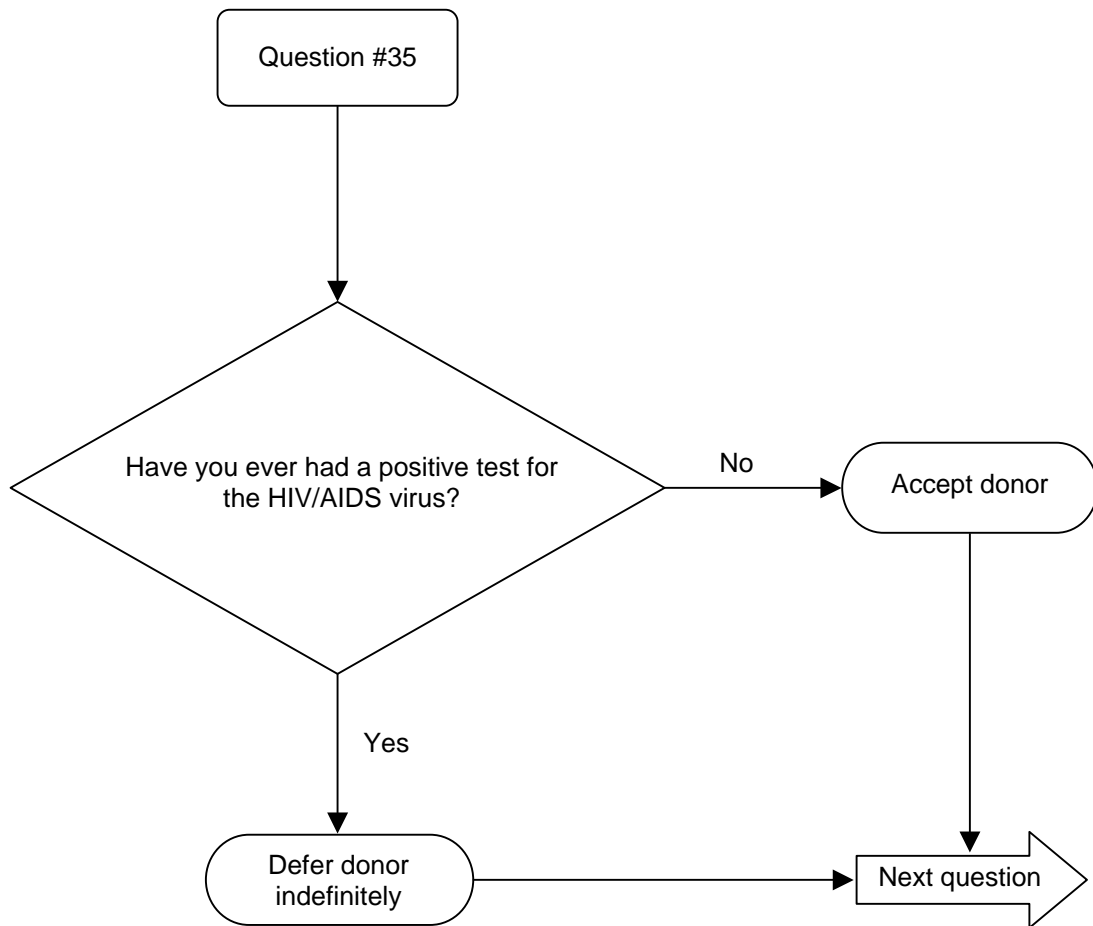 Question #35
Have you ever had a positive test for
the HIV/AIDS virus?
No
Accept donor
Yes
Defer donor
indefinitely
Next question